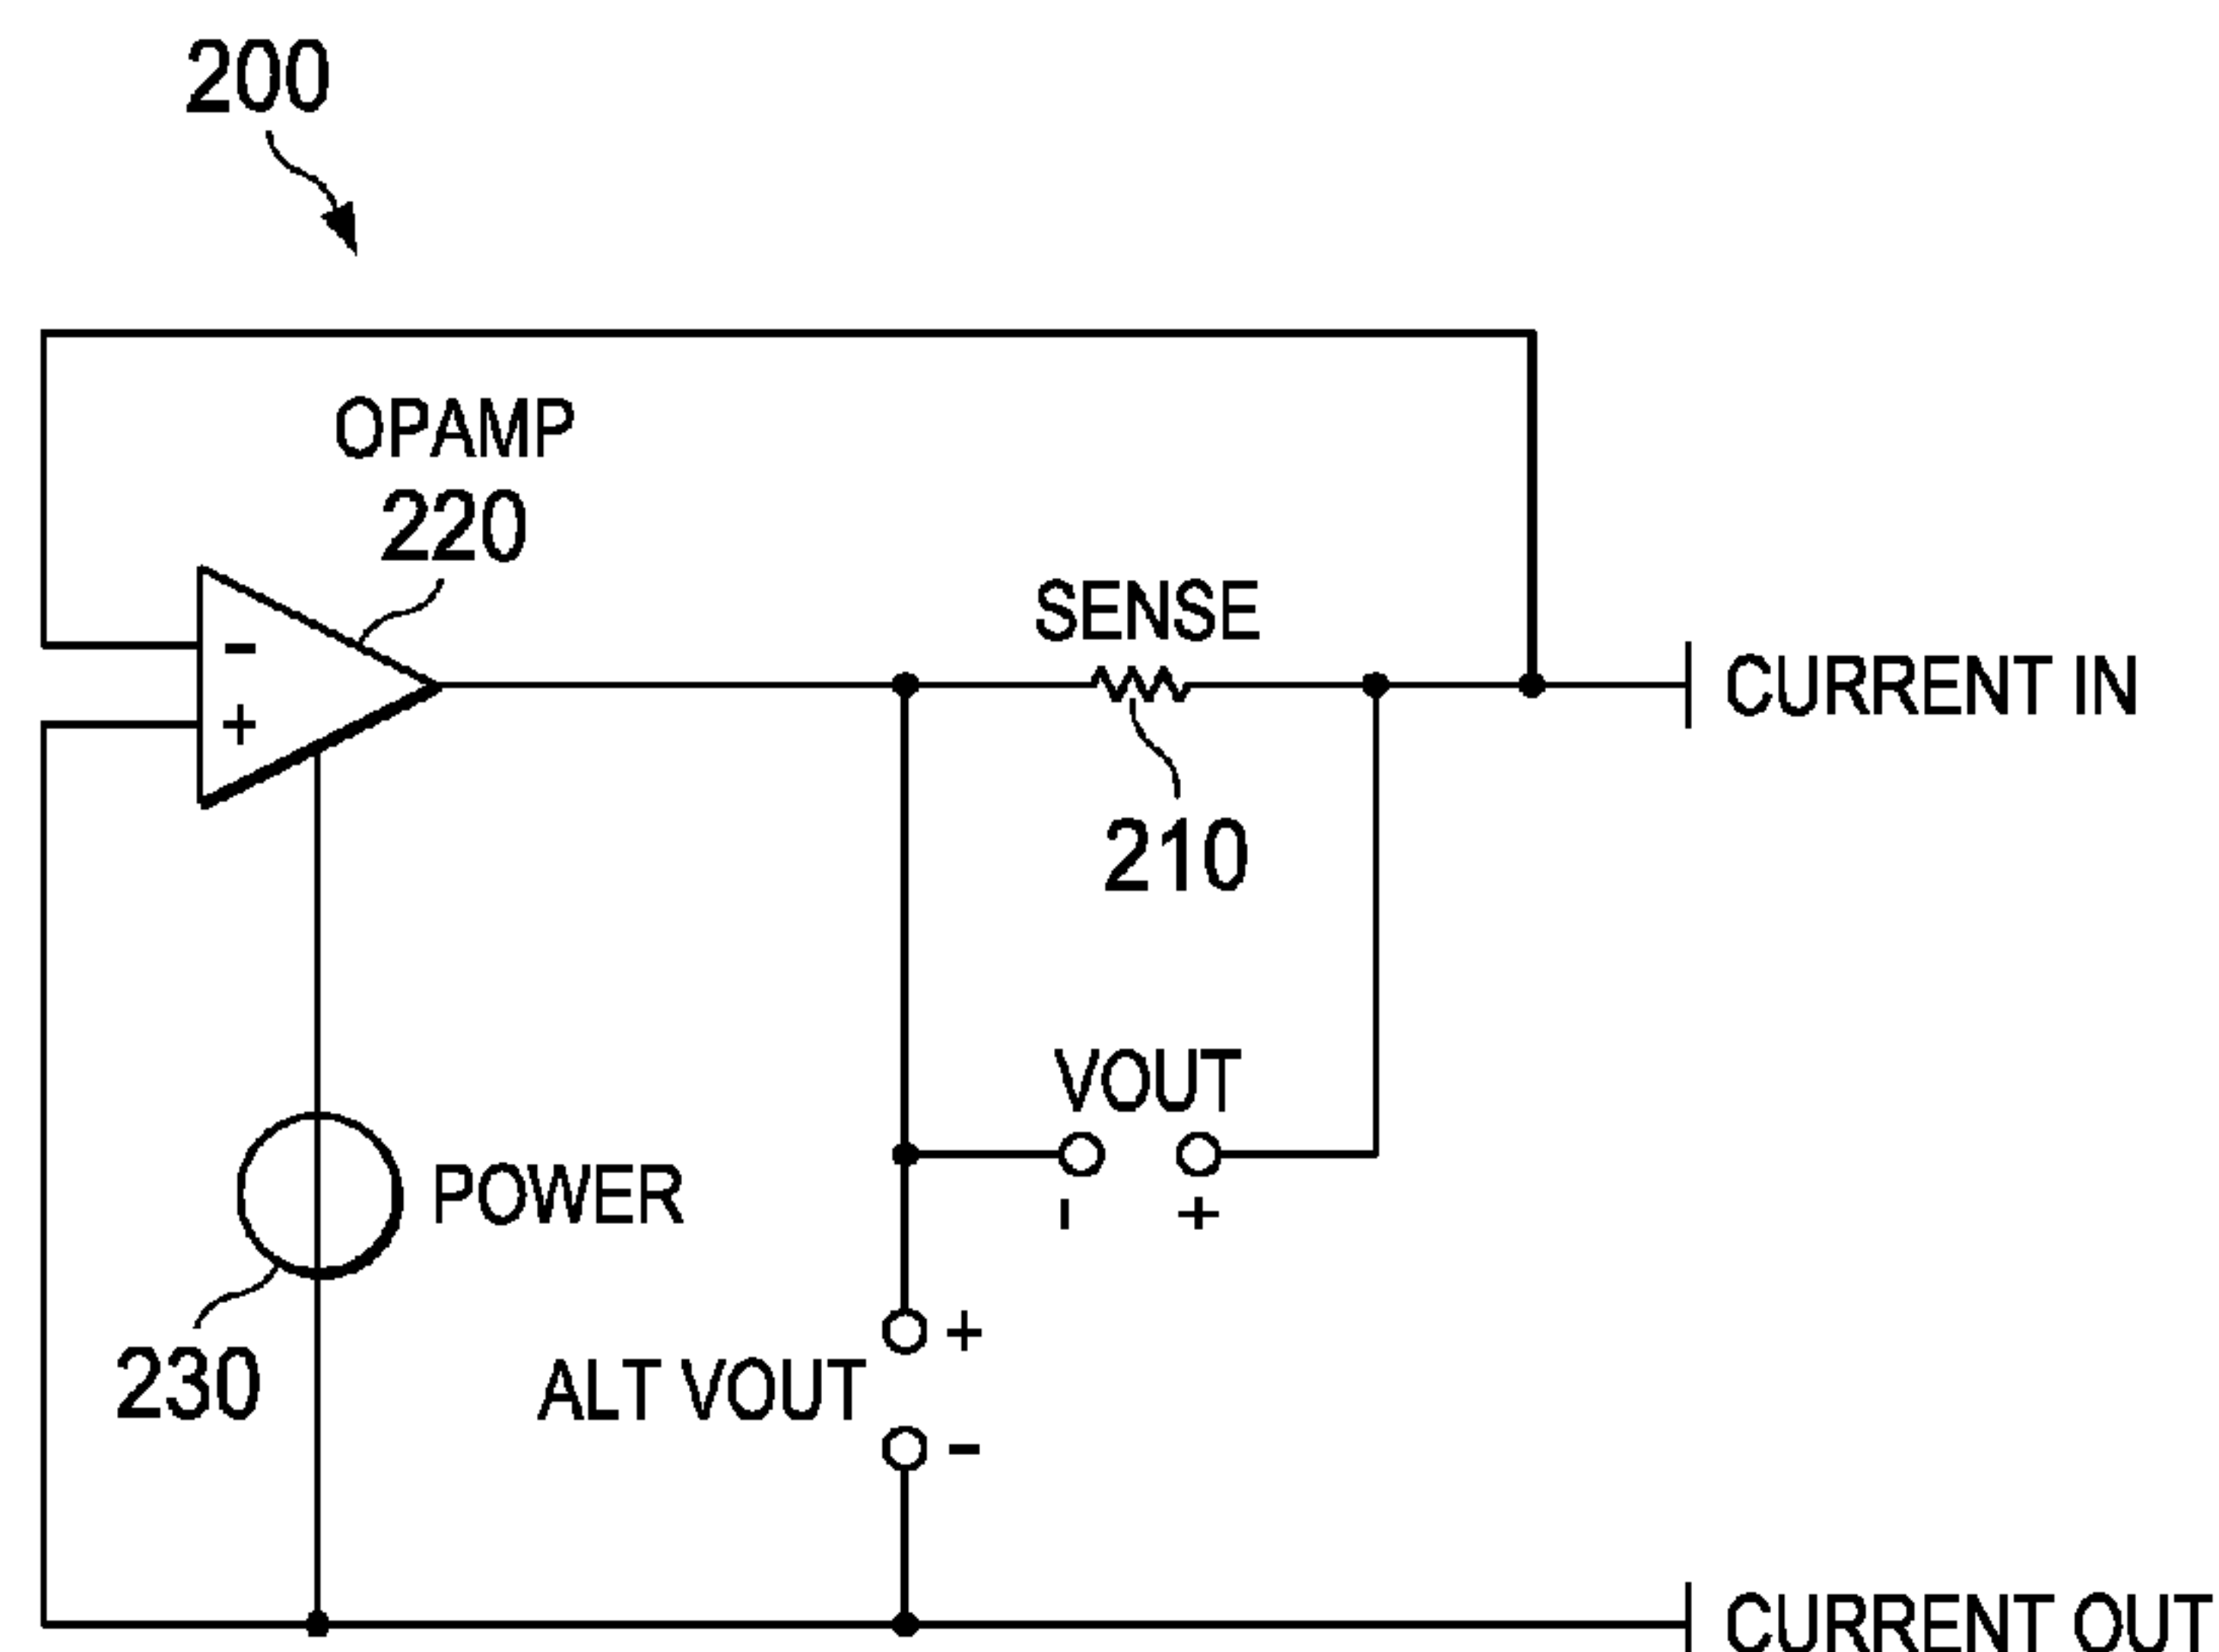 200
OPAMP
220
SENSE
-
+
CURRENT IN
210
VOUT
- +
POWER
230
+
ALT VOUT
-
CURRENT OUT